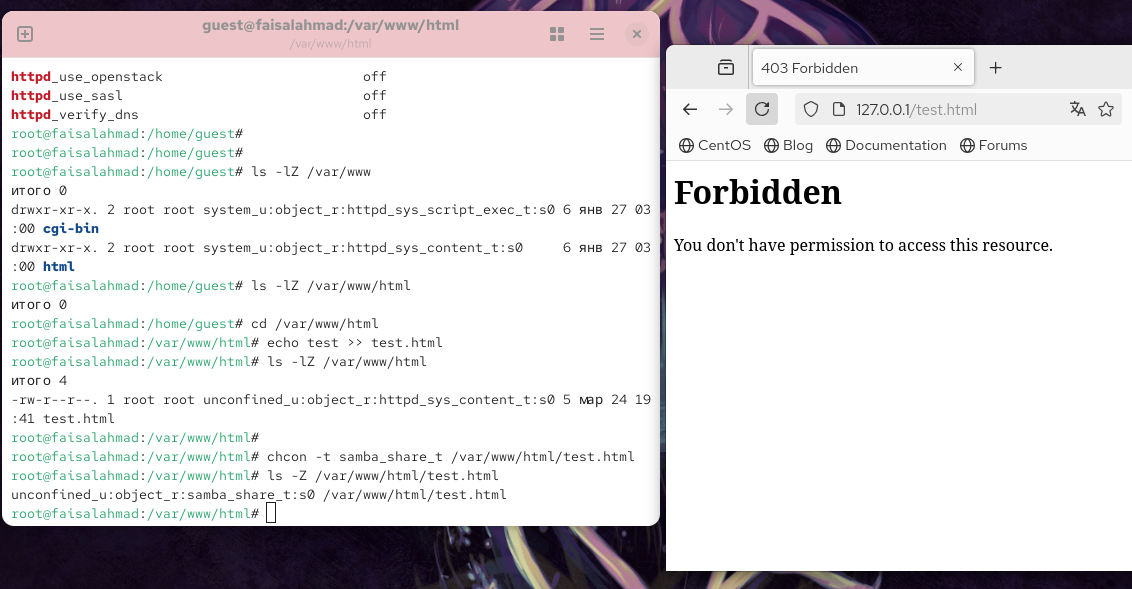 guest@faisalahmad:/var/www/html
/var/www/html
httpd_use_openstack                         off
httpd_use_sasl                              off
httpd_verify_dns                            off
root@faisalahmad:/home/guest#
root@faisalahmad:/home/guest#
root@faisalahmad:/home/guest# ls -lZ /var/www
итого 0
drwxr-xr-x. 2 root root system_u:object_r:httpd_sys_script_exec_t:s0 6 янв 27 03
:00 cgi-bin
drwxr-xr-x. 2 root root system_u:object_r:httpd_sys_content_t:s0     6 янв 27 03
:00 html
root@faisalahmad:/home/guest# ls -lZ /var/www/html
итого 0
root@faisalahmad:/home/guest# cd /var/www/html
root@faisalahmad:/var/www/html# echo test >> test.html
root@faisalahmad:/var/www/html# ls -lZ /var/www/html
итого 4
-rw-r--r--. 1 root root unconfined_u:object_r:httpd_sys_content_t:s0 5 мар 24 19
:41 test.html
root@faisalahmad:/var/www/html#
root@faisalahmad:/var/www/html# chcon -t samba_share_t /var/www/html/test.html
root@faisalahmad:/var/www/html# ls -Z /var/www/html/test.html
unconfined_u:object_r:samba_share_t:s0 /var/www/html/test.html
root@faisalahmad:/var/www/html#
403 Forbidden
127.0.0.1/test.html
CentOS Blog Documentation Forums
Forbidden
You don't have permission to access this resource.